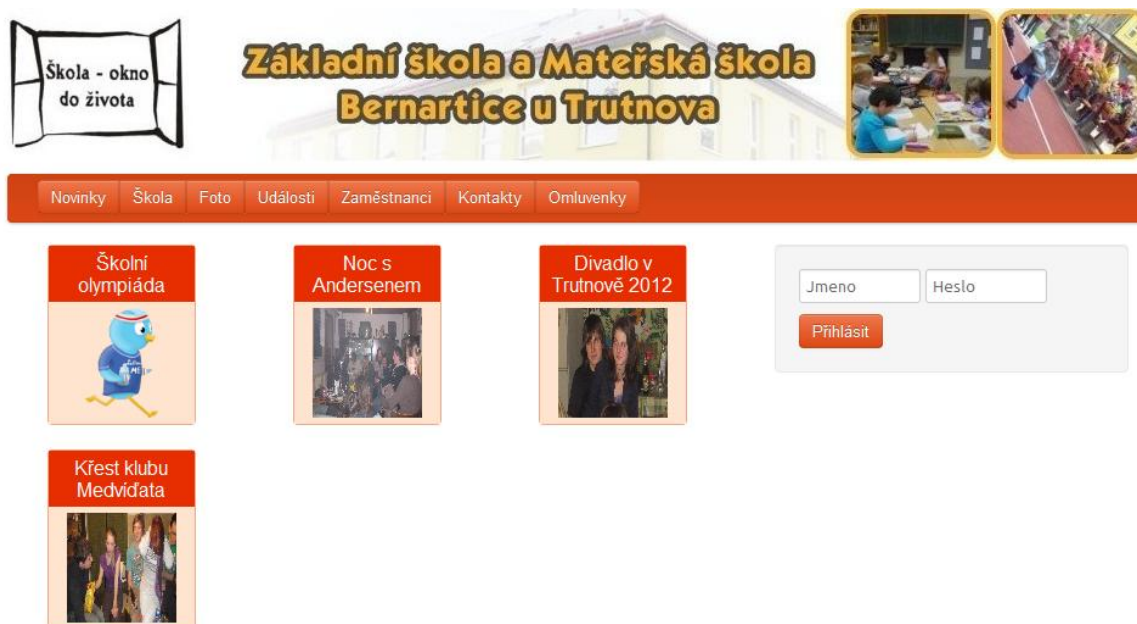 Škola - okno
do života
Základní škola a Mateřská škola
Bernartice u Trutnova
Novinky Škola Foto Události Zaměstnanci Kontakty Omluvenky
Školní
olympiáda
Noc s
Andersenem
Divadlo v
Trutnově 2012
Jmeno Heslo
Přihlásit
Křest klubu
Medvíďata